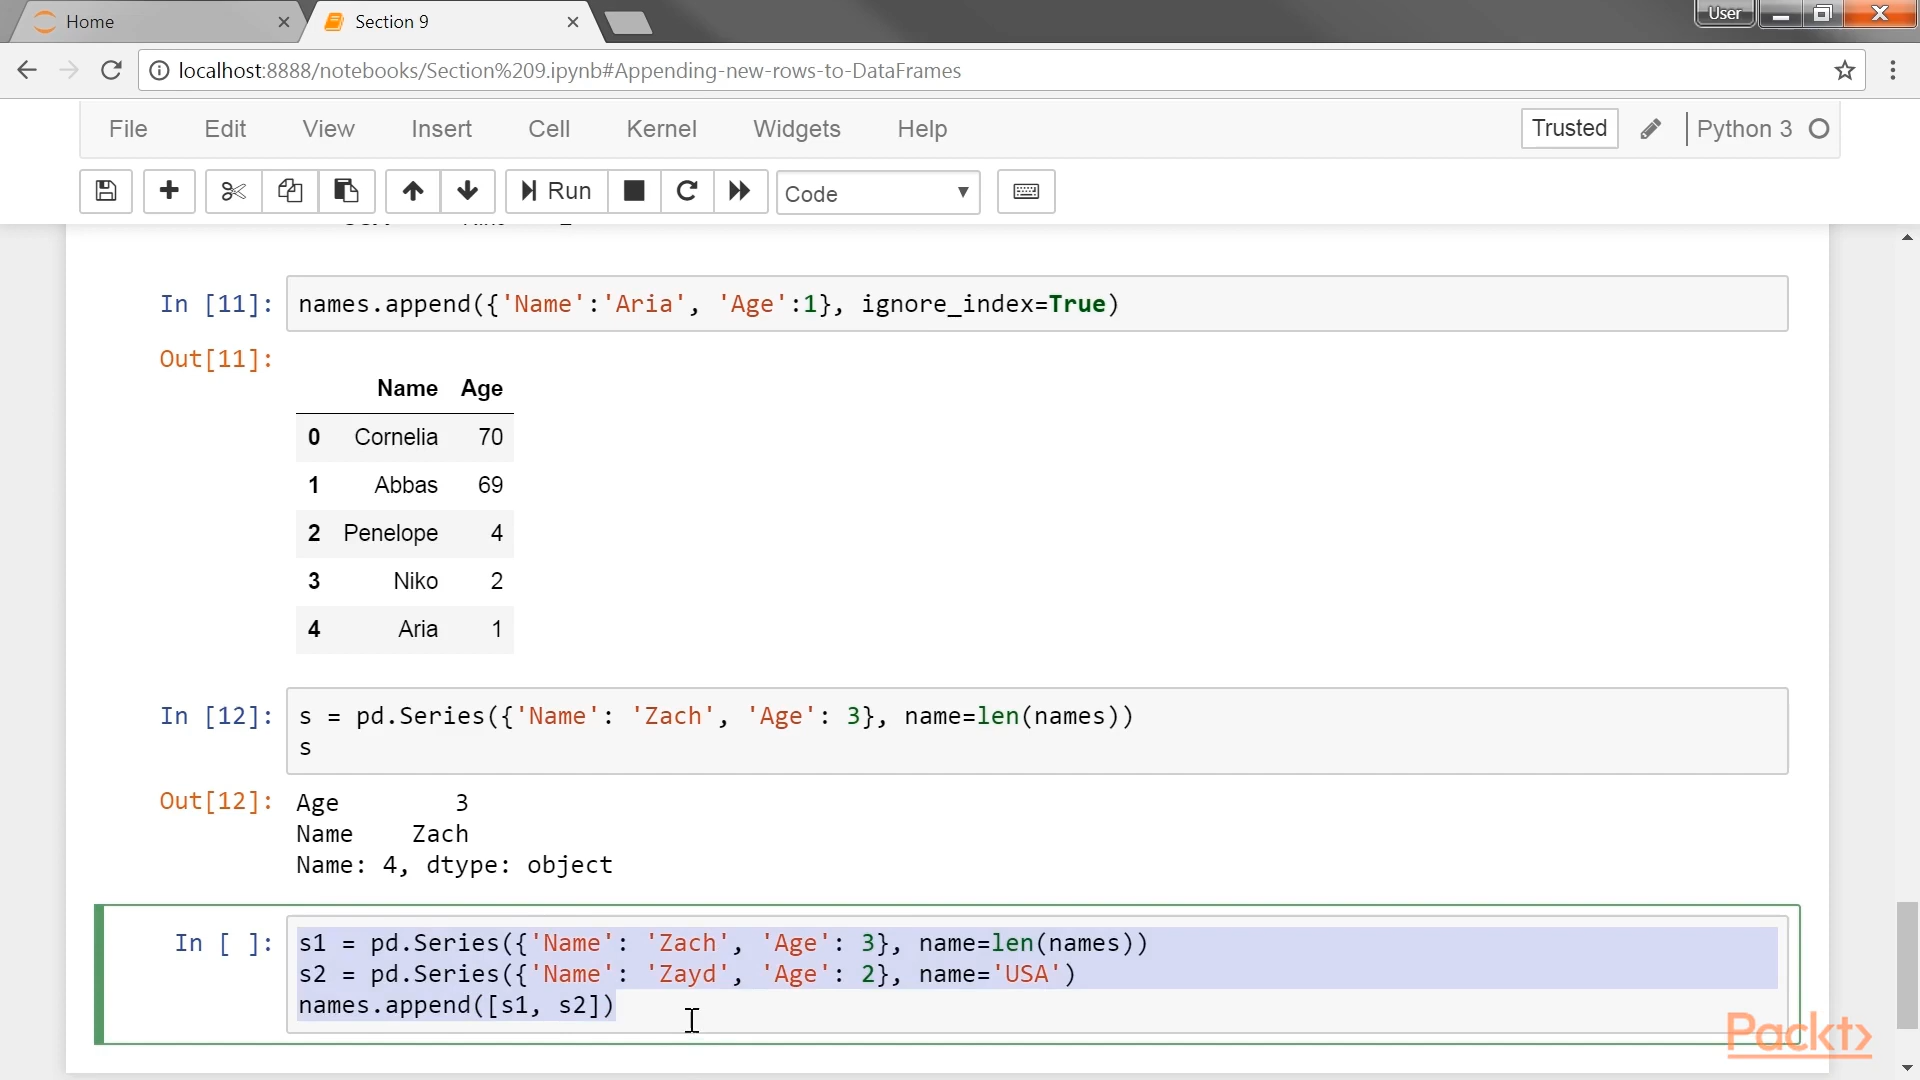 Home
Section 9
User
localhost:8888/notebooks/Section%209.ipynb#Appending-new-rows-to-DataFrames
File Edit View Insert Cell Kernel Widgets Help
Trusted
Python 3
Run
Code
In [11]: names.append({'Name':'Aria', 'Age':1}, ignore_index=True)
Out[11]:
Name Age
0 Cornelia 70
1 Abbas 69
2 Penelope 4
3 Niko 2
4 Aria 1
In [12]: s = pd.Series({'Name': 'Zach', 'Age': 3}, name=len(names))
s
Out[12]: Age 3
Name Zach
Name: 4, dtype: object
In [ ]: s1 = pd.Series({'Name': 'Zach', 'Age': 3}, name=len(names))
s2 = pd.Series({'Name': 'Zayd', 'Age': 2}, name='USA')
names.append([s1, s2])
Packt